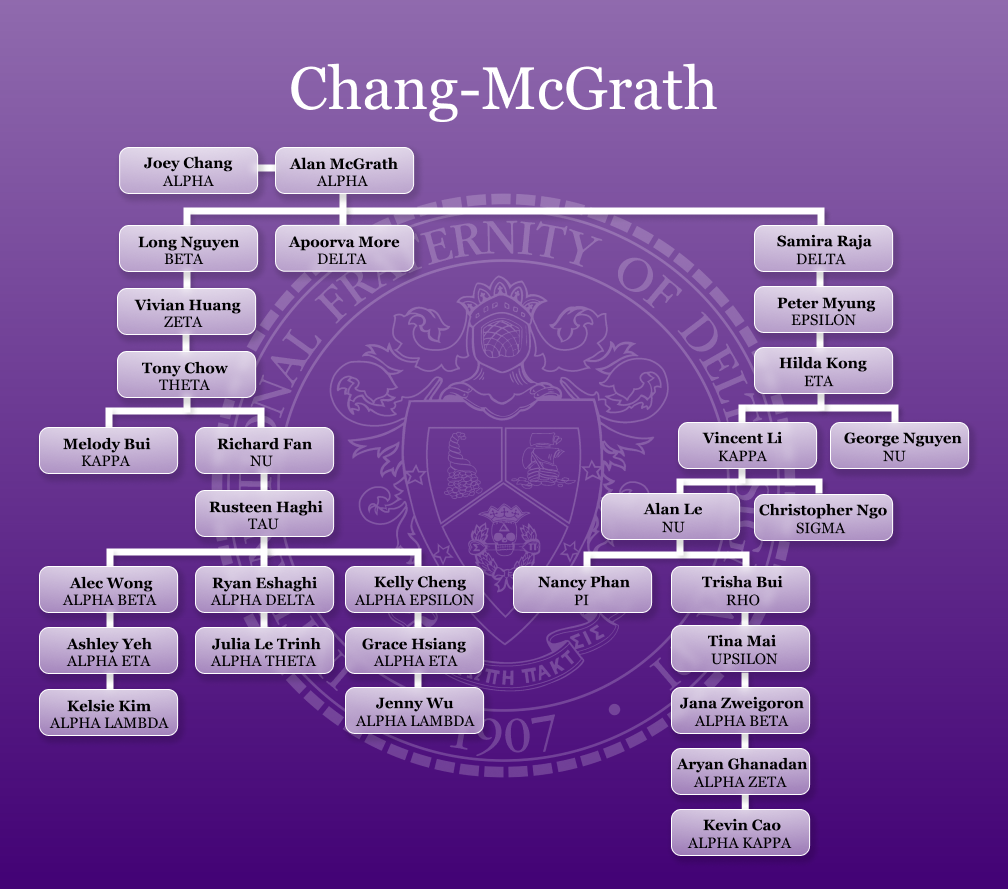 Chang-McGrath
Joey Chang
ALPHA
Alan McGrath
ALPHA
Long Nguyen
BETA
Apoorva More
DELTA
Samira Raja
DELTA
Vivian Huang
ZETA
Peter Myung
EPSILON
Tony Chow
THETA
Hilda Kong
ETA
Melody Bui
KAPPA
Richard Fan
NU
Vincent Li
KAPPA
George Nguyen
NU
Rusteen Haghi
TAU
Alan Le
NU
Christopher Ngo
SIGMA
Alec Wong
ALPHA BETA
Ryan Eshaghi
ALPHA DELTA
Kelly Cheng
ALPHA EPSILON
Nancy Phan
PI
Trisha Bui
RHO
Ashley Yeh
ALPHA ETA
Julia Le Trinh
ALPHA THETA
Grace Hsiang
ALPHA ETA
Tina Mai
UPSILON
Kelsie Kim
ALPHA LAMBDA
Jenny Wu
ALPHA LAMBDA
Jana Zweigoron
ALPHA BETA
Aryan Ghanadan
ALPHA ZETA
Kevin Cao
ALPHA KAPPA
FRATERNITY OF
1907